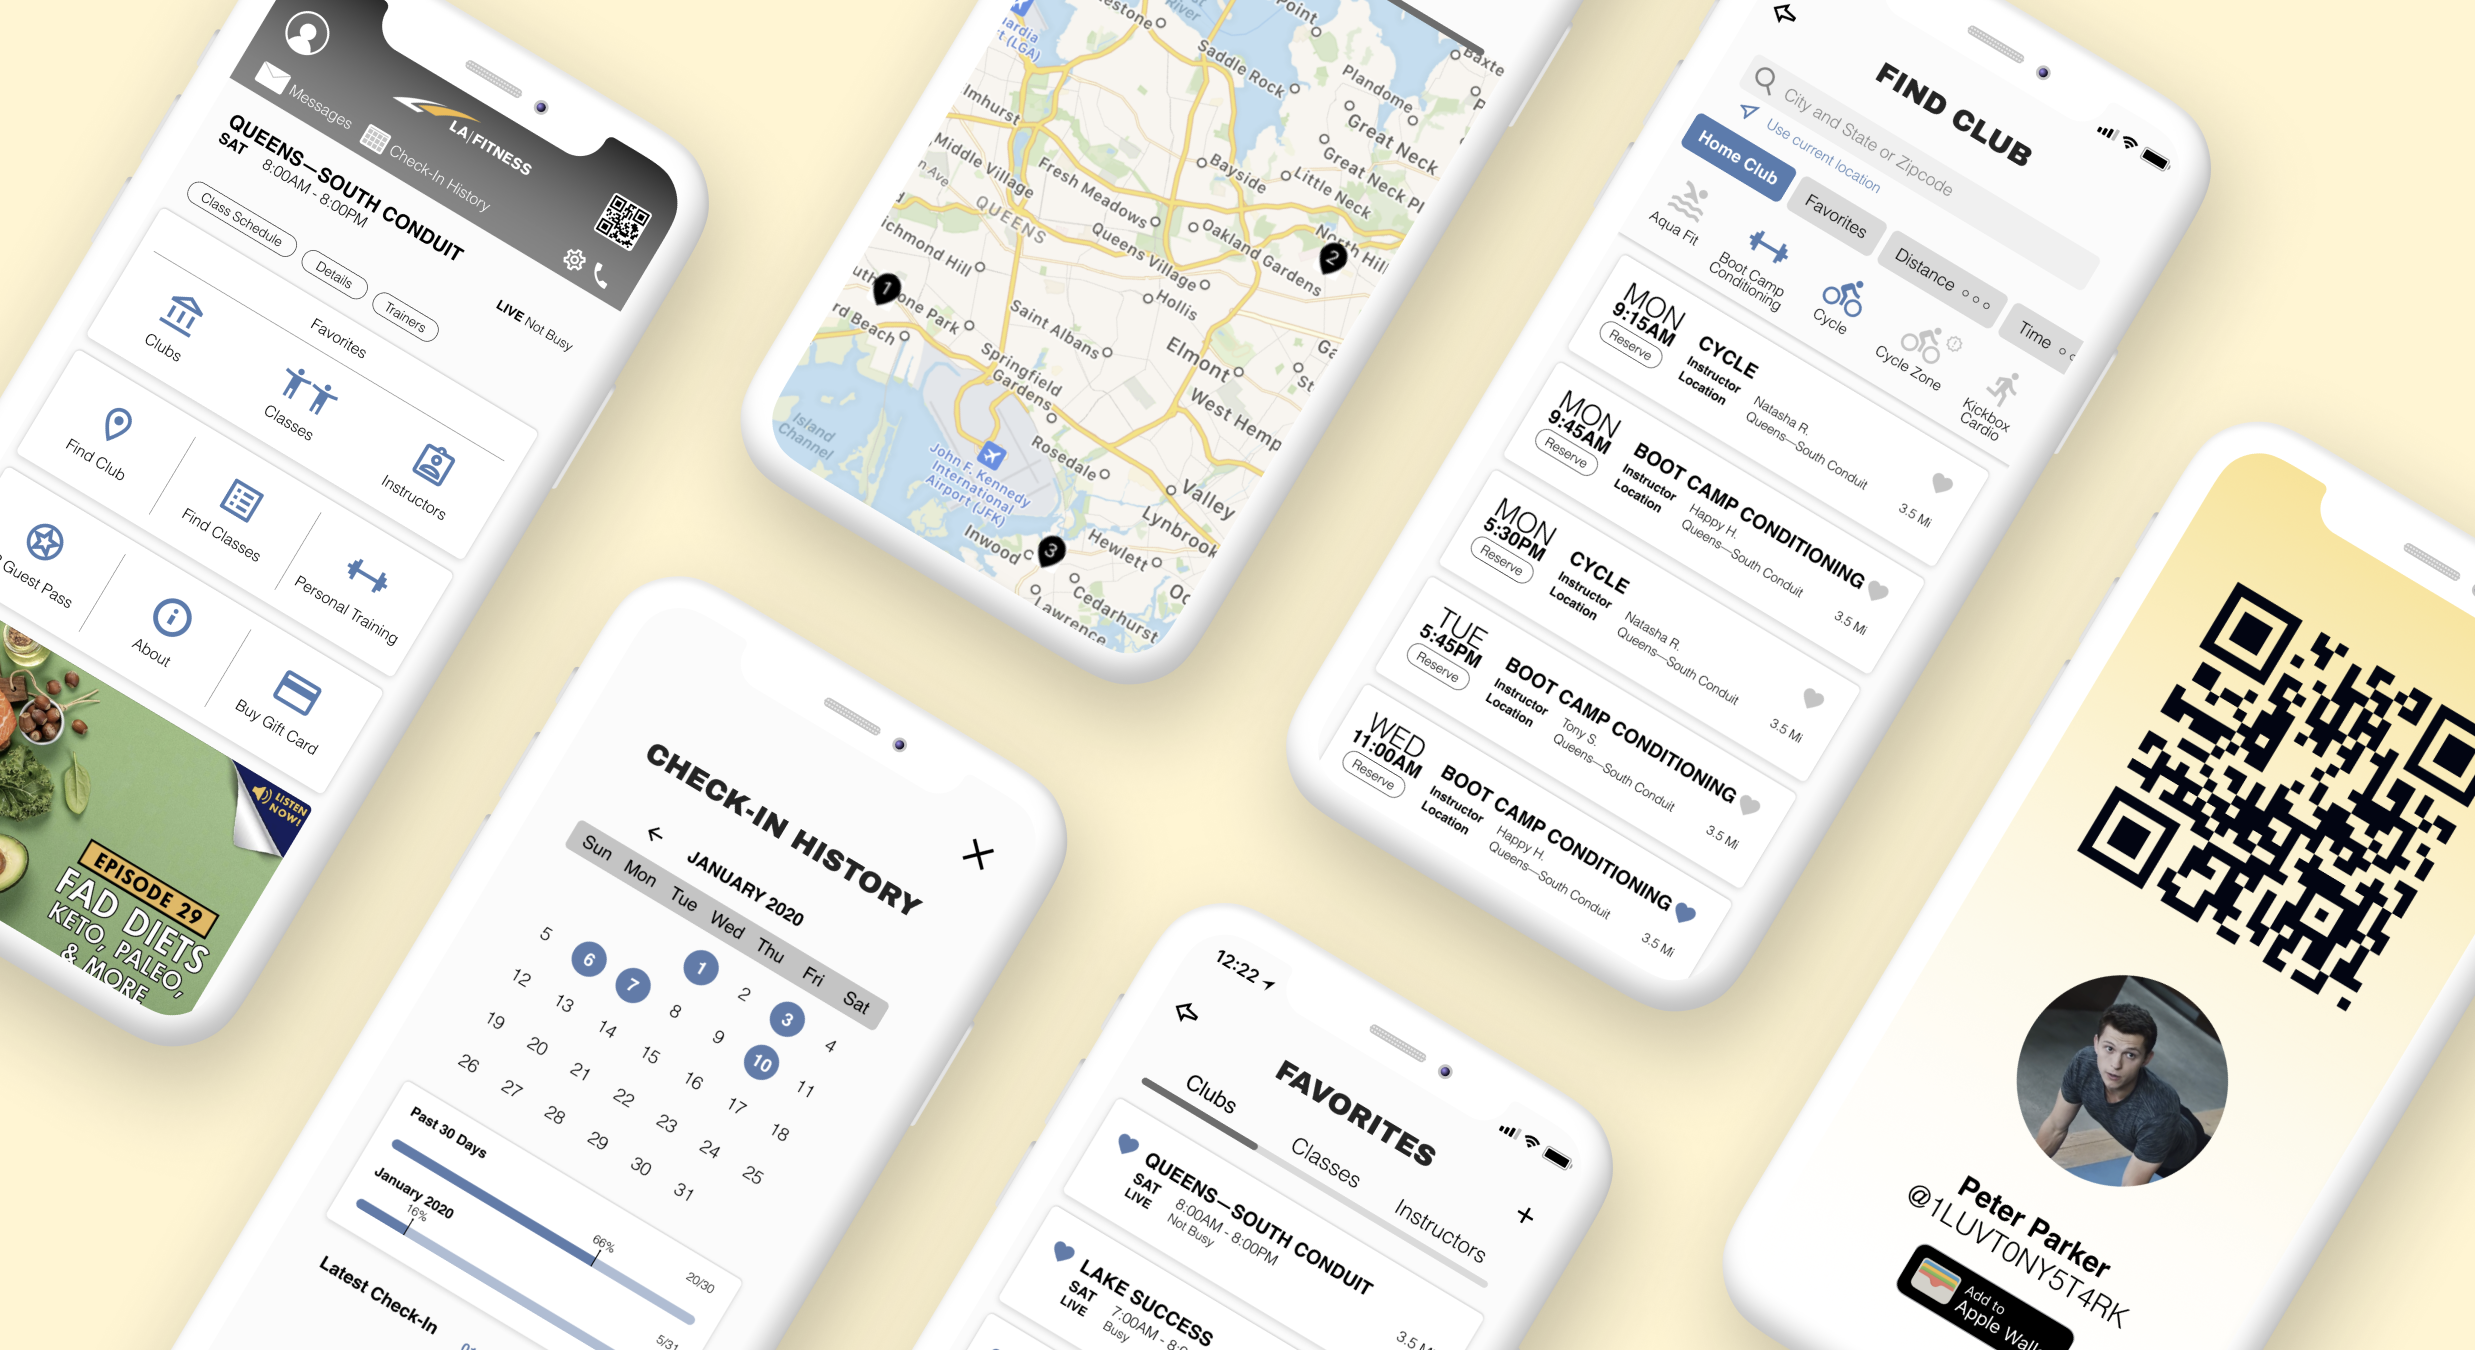 LA|FITNESS
Messages
Check-In History
QUEENS—SOUTH CONDUIT
SAT 8:00AM - 8:00PM
LIVE Not Busy
Class Schedule
Details
Trainers
Favorites
Clubs
Classes
Instructors
Find Club
Find Classes
Personal Training
Guest Pass
About
Buy Gift Card
LISTEN
NOW!
EPISODE 29
FAD DIETS
KETO, PALEO,
& MORE
t (LGA)
Saddle Rock
Plandome
Great Neck
Middle Village
Fresh Meadows
Bayside
Little Neck
QUEENS
Queens Village
Oakland Gardens
Hollis
1
2
3
Saint Albans
Springfield
Gardens
Elmont
West Hemp
Island
Channel
John F. Kennedy
International
Airport (JFK)
Rosedale
Valley
Lynbrook
Inwood
Hewlett
Cedarhurst
Lawrence
CHECK-IN HISTORY
JANUARY 2020
Sun Mon Tue Wed Thu Fri Sat
1 2 3 4
5 6 7 8 9 10 11
12 13 14 15 16 17 18
19 20 21 22 23 24 25
26 27 28 29 30 31
Past 30 Days
66%
20/30
January 2020
16%
5/31
Latest Check-In
FIND CLUB
City and State or Zipcode
Use current location
Home Club
Favorites
Distance
Time
Aqua Fit
Boot Camp
Conditioning
Cycle
Cycle Zone
Kickbox
Cardio
MON
9:15AM
Reserve
CYCLE
Instructor Natasha R.
Location Queens—South Conduit
3.5 Mi
MON
9:45AM
Reserve
BOOT CAMP CONDITIONING
Instructor Happy H.
Location Queens—South Conduit
3.5 Mi
MON
5:30PM
Reserve
CYCLE
Instructor Natasha R.
Location Queens—South Conduit
3.5 Mi
TUE
5:45PM
Reserve
BOOT CAMP CONDITIONING
Instructor Tony S.
Location Queens—South Conduit
3.5 Mi
WED
11:00AM
Reserve
BOOT CAMP CONDITIONING
Instructor Happy H.
Location Queens—South Conduit
3.5 Mi
12:22
FAVORITES
Clubs
Classes
Instructors
+
QUEENS—SOUTH CONDUIT
SAT 8:00AM - 8:00PM
LIVE Not Busy
3.5 M
LAKE SUCCESS
SAT 7:00AM - 8:
LIVE Busy
Peter Parker
@1LUVT0NY5T4RK
Add to
Apple Wall